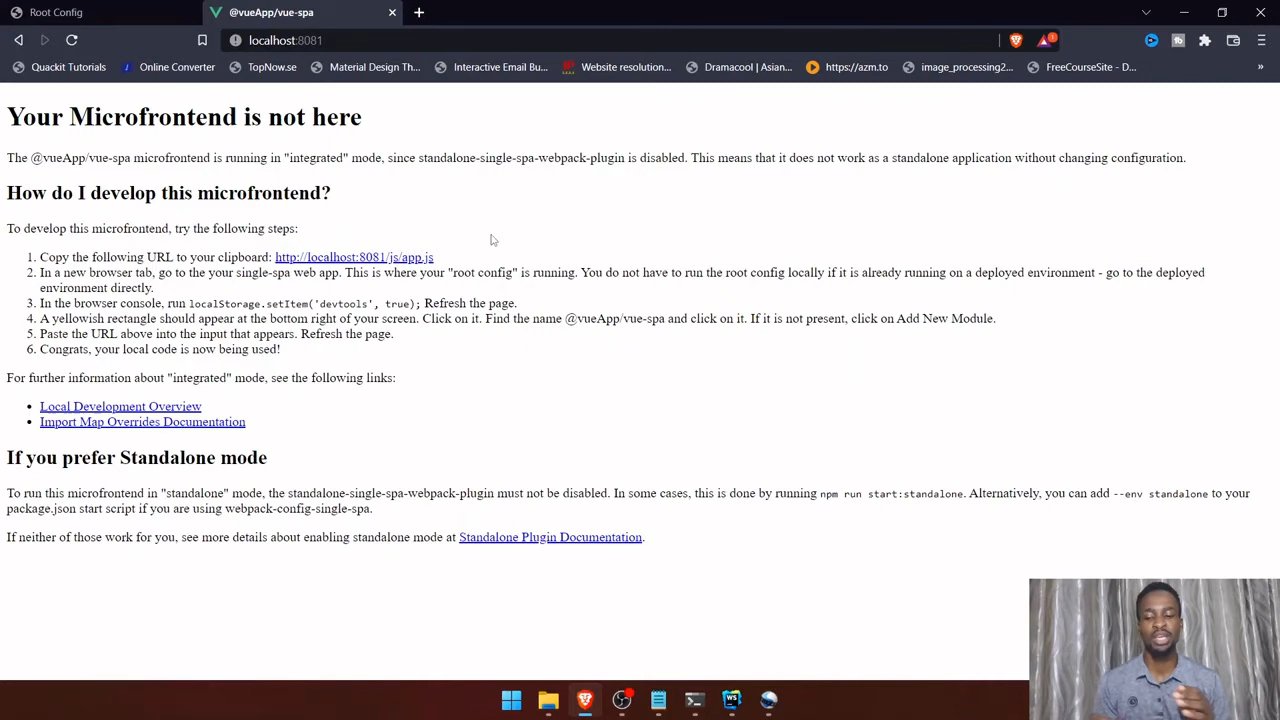 Root Config
@vueApp/vue-spa
localhost:8081
Quackit Tutorials
Online Converter
TopNow.se
Material Design Th...
Interactive Email Bu...
Website resolution...
Dramacool | Asian...
https://azm.to
image_processing2...
FreeCourseSite - D...
»
Your Microfrontend is not here
The @vueApp/vue-spa microfrontend is running in "integrated" mode, since standalone-single-spa-webpack-plugin is disabled. This means that it does not work as a standalone application without changing configuration.
How do I develop this microfrontend?
To develop this microfrontend, try the following steps:
1. Copy the following URL to your clipboard: http://localhost:8081/js/app.js
2. In a new browser tab, go to the your single-spa web app. This is where your "root config" is running. You do not have to run the root config locally if it is already running on a deployed environment - go to the deployed
environment directly.
3. In the browser console, run localStorage.setItem('devtools', true); Refresh the page.
4. A yellowish rectangle should appear at the bottom right of your screen. Click on it. Find the name @vueApp/vue-spa and click on it. If it is not present, click on Add New Module.
5. Paste the URL above into the input that appears. Refresh the page.
6. Congrats, your local code is now being used!
For further information about "integrated" mode, see the following links:
• Local Development Overview
• Import Map Overrides Documentation
If you prefer Standalone mode
To run this microfrontend in "standalone" mode, the standalone-single-spa-webpack-plugin must not be disabled. In some cases, this is done by running npm run start:standalone. Alternatively, you can add --env standalone to your
package.json start script if you are using webpack-config-single-spa.
If neither of those work for you, see more details about enabling standalone mode at Standalone Plugin Documentation.